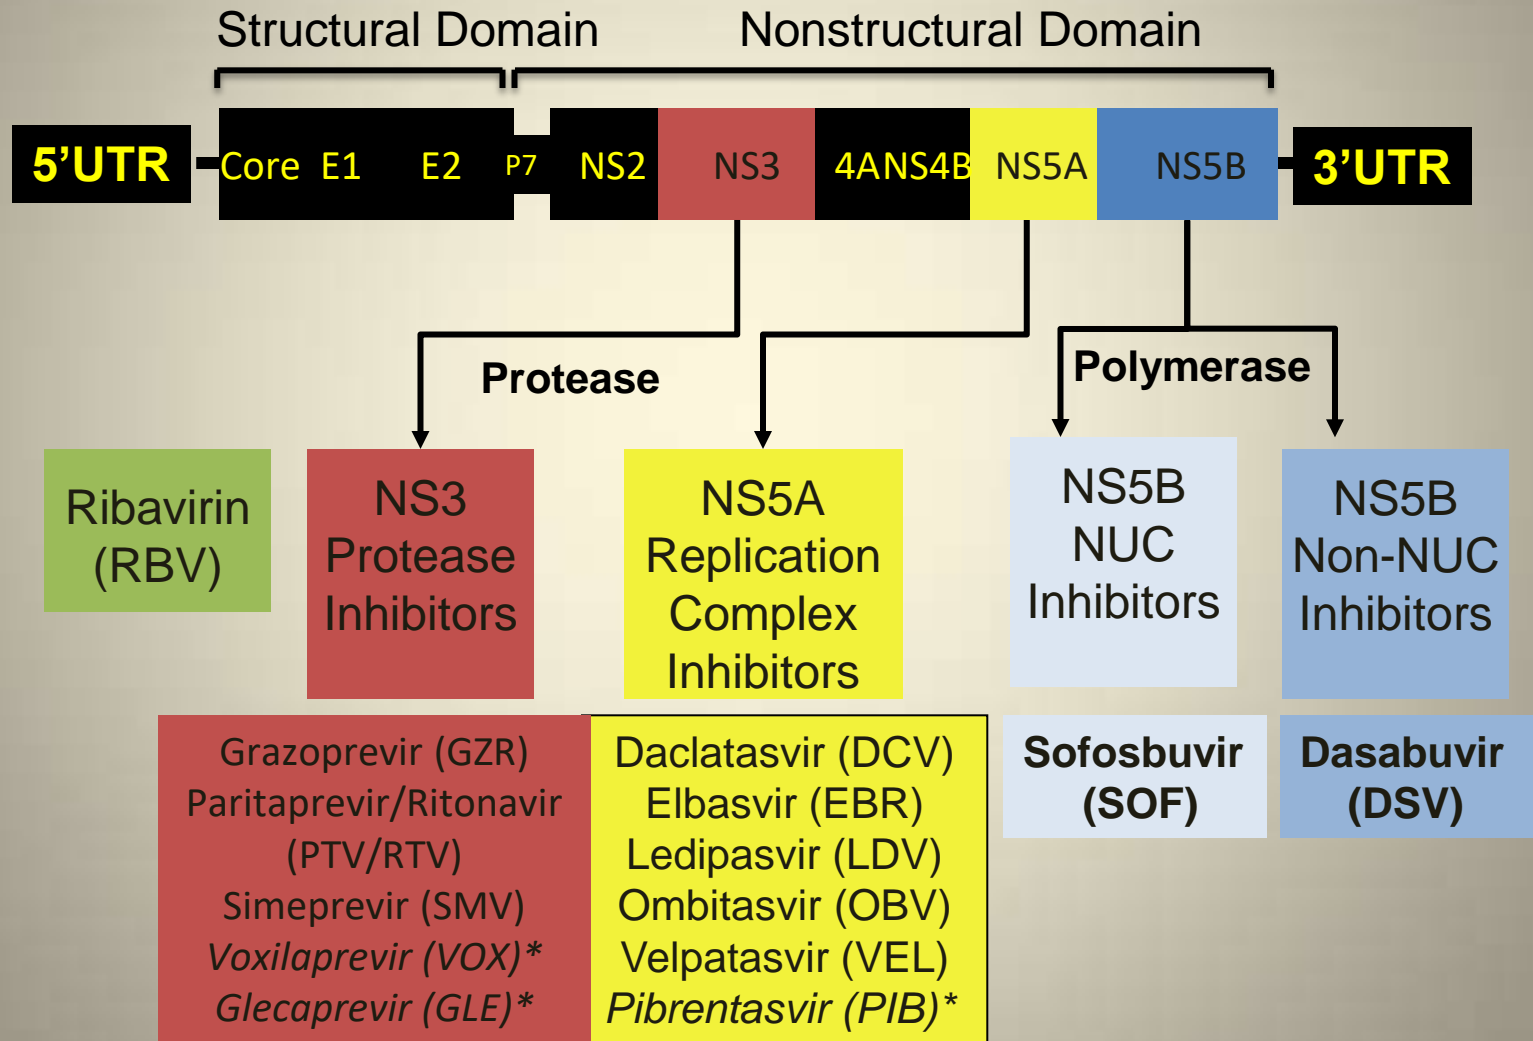 Structural Domain
Nonstructural Domain
5’UTR
Core E1 E2 P7 NS2 NS3 4ANS4B NS5A NS5B
3’UTR
Protease
Polymerase
Ribavirin
(RBV)
NS3
Protease
Inhibitors
NS5A
Replication
Complex
Inhibitors
NS5B
NUC
Inhibitors
NS5B
Non-NUC
Inhibitors
Grazoprevir (GZR)
Paritaprevir/Ritonavir
(PTV/RTV)
Simeprevir (SMV)
Voxilaprevir (VOX)*
Glecaprevir (GLE)*
Daclatasvir (DCV)
Elbasvir (EBR)
Ledipasvir (LDV)
Ombitasvir (OBV)
Velpatasvir (VEL)
Pibrentasvir (PIB)*
Sofosbuvir
(SOF)
Dasabuvir
(DSV)